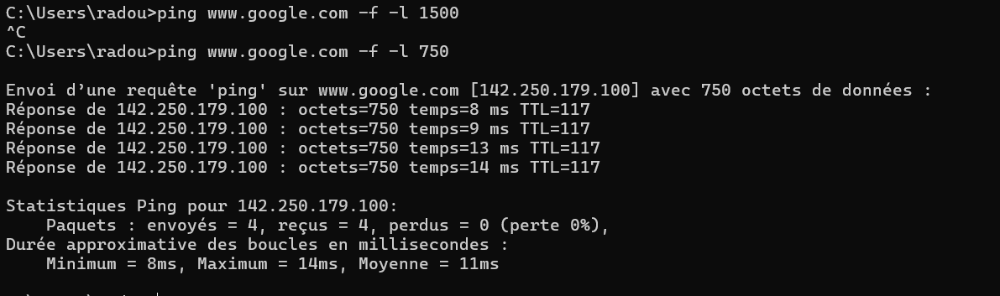 C:\Users\radou>ping www.google.com -f -l 1500
^C
C:\Users\radou>ping www.google.com -f -l 750
Envoi d’une requête 'ping' sur www.google.com [142.250.179.100] avec 750 octets de données :
Réponse de 142.250.179.100 : octets=750 temps=8 ms TTL=117
Réponse de 142.250.179.100 : octets=750 temps=9 ms TTL=117
Réponse de 142.250.179.100 : octets=750 temps=13 ms TTL=117
Réponse de 142.250.179.100 : octets=750 temps=14 ms TTL=117
Statistiques Ping pour 142.250.179.100:
    Paquets : envoyés = 4, reçus = 4, perdus = 0 (perte 0%),
Durée approximative des boucles en millisecondes :
    Minimum = 8ms, Maximum = 14ms, Moyenne = 11ms